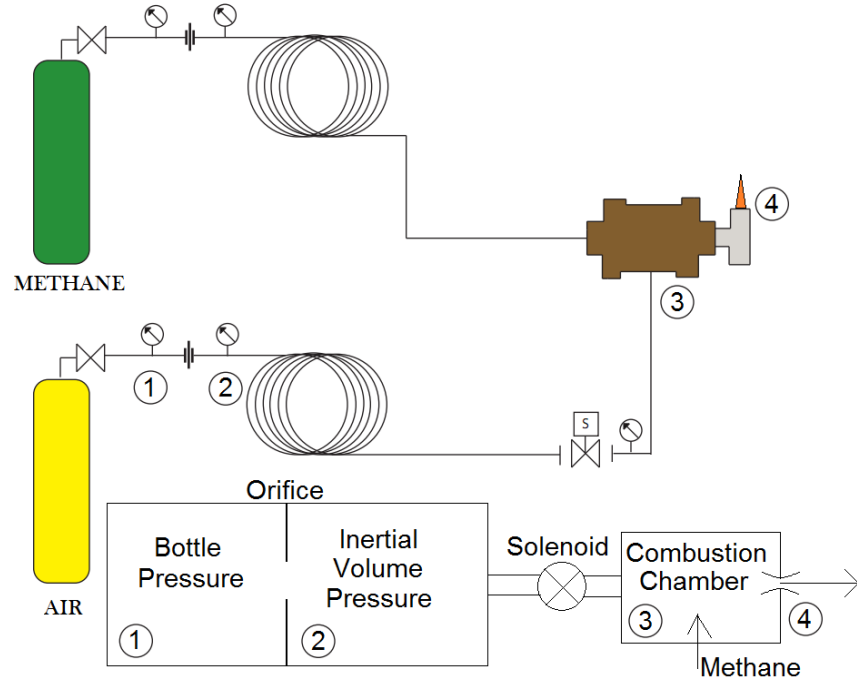 ④
METHANE
③
①
②
S
AIR
Orifice
Bottle
Pressure
Inertial
Volume
Pressure
Solenoid
Combustion
Chamber
①
②
③
④
Methane